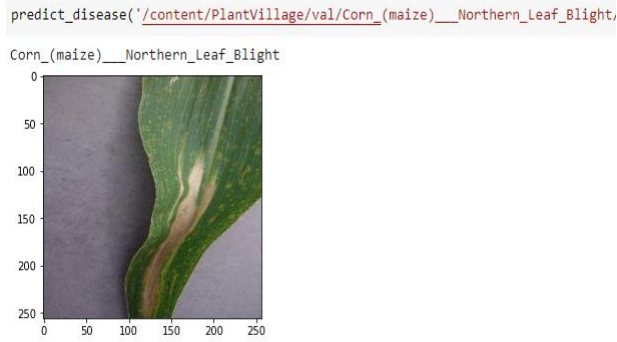 predict_disease('/content/PlantVillage/val/Corn_(maize)___Northern_Leaf_Blight/
Corn_(maize)___Northern_Leaf_Blight
0
50
100
150
200
250
0 50 100 150 200 250